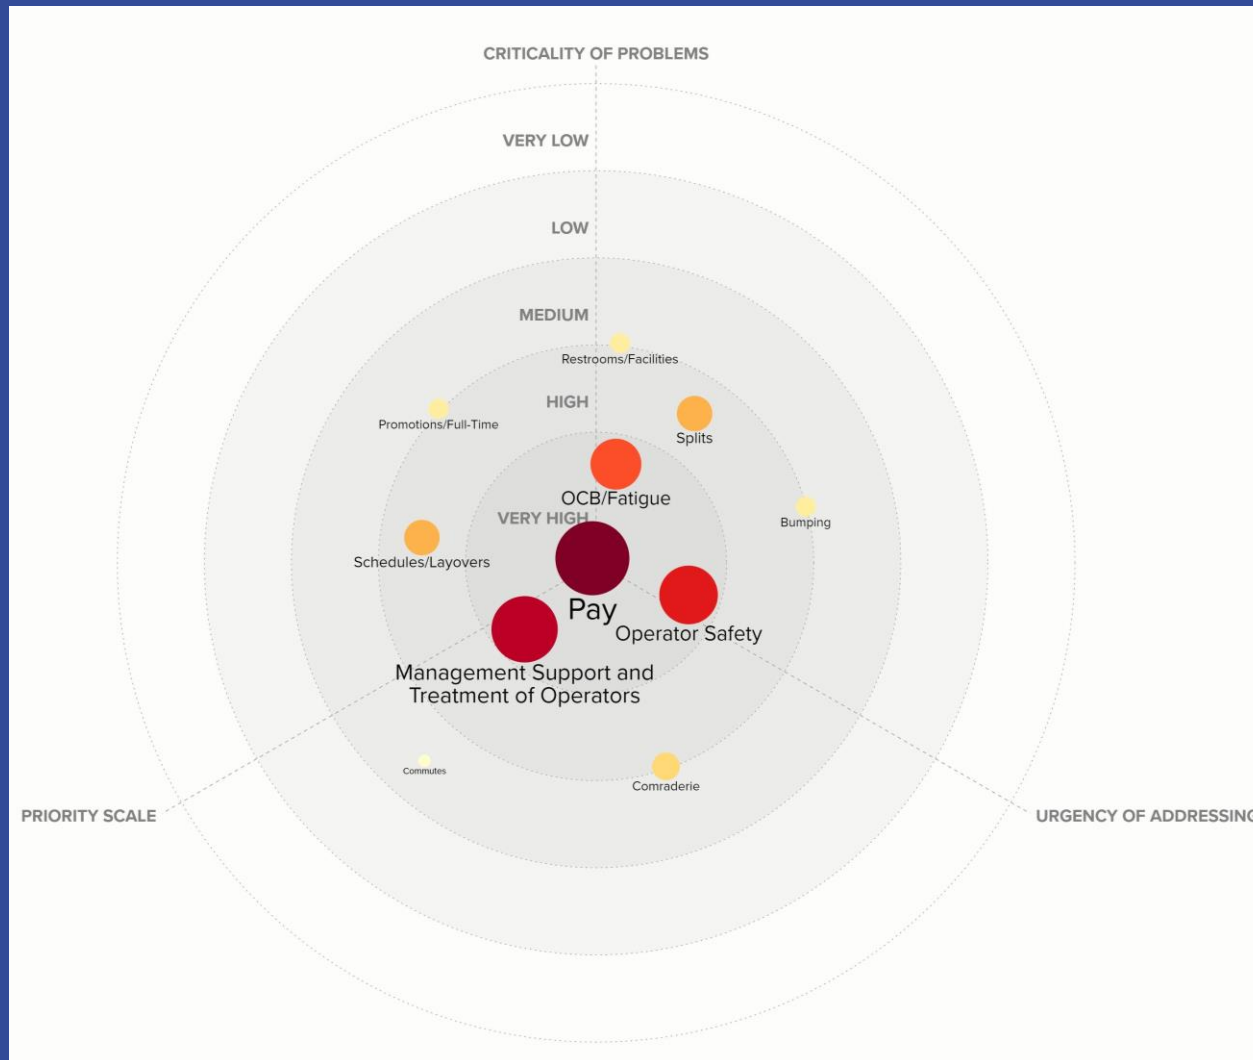 CRITICALITY OF PROBLEMS
VERY LOW
LOW
MEDIUM
Restrooms/Facilities
HIGH
Promotions/Full-Time
Splits
OCB/Fatigue
VERY HIGH
Bumping
Schedules/Layovers
Pay
Operator Safety
Management Support and
Treatment of Operators
Commutes
Comraderie
PRIORITY SCALE
URGENCY OF ADDRESSING